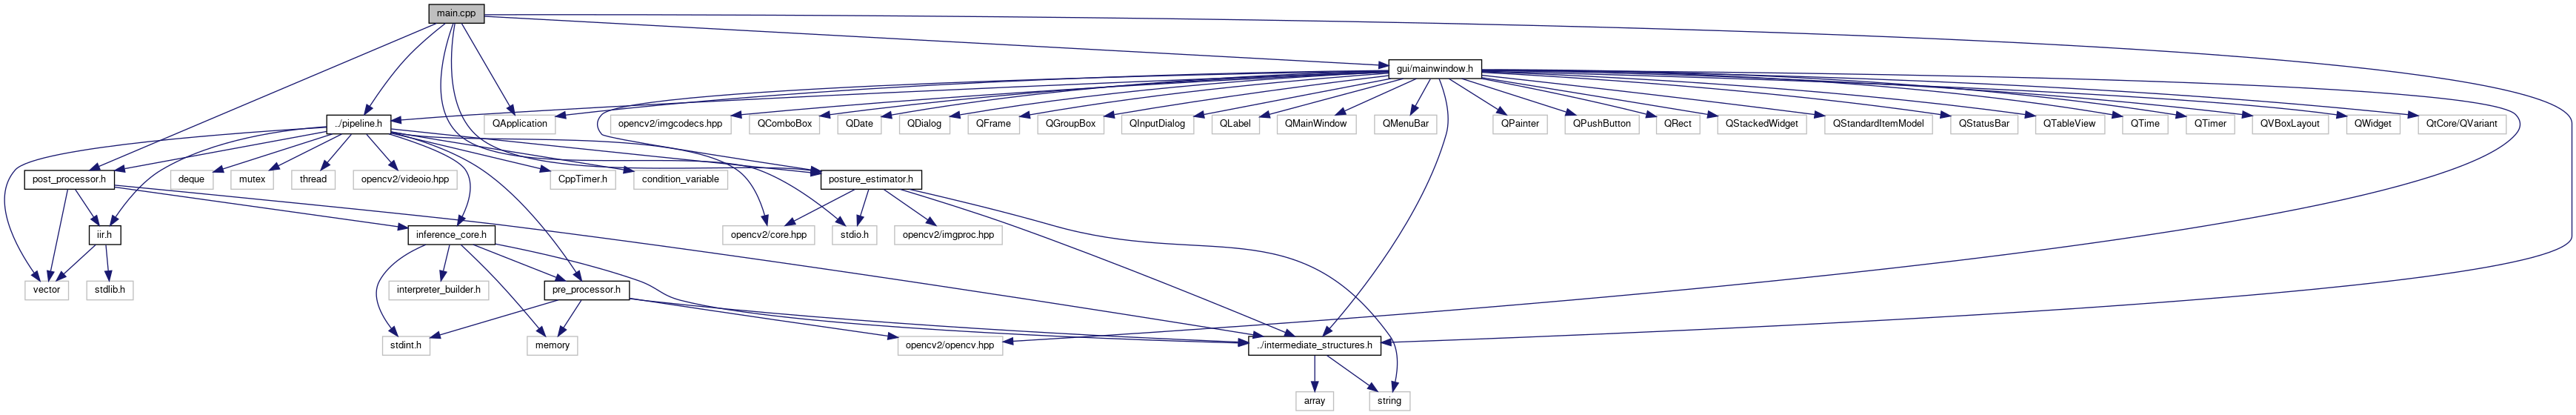 main.cpp
gui/mainwindow.h
../pipeline.h
QApplication
opencv2/imgcodecs.hpp
QComboBox
QDate
QDialog
QFrame
QGroupBox
QInputDialog
QLabel
QMainWindow
QMenuBar
QPainter
QPushButton
QRect
QStackedWidget
QStandardItemModel
QStatusBar
QTableView
QTime
QTimer
QVBoxLayout
QWidget
QtCore/QVariant
post_processor.h
deque
mutex
thread
opencv2/videoio.hpp
CppTimer.h
condition_variable
posture_estimator.h
iir.h
inference_core.h
opencv2/core.hpp
stdio.h
opencv2/imgproc.hpp
vector
stdlib.h
interpreter_builder.h
pre_processor.h
stdint.h
memory
opencv2/opencv.hpp
../intermediate_structures.h
array
string